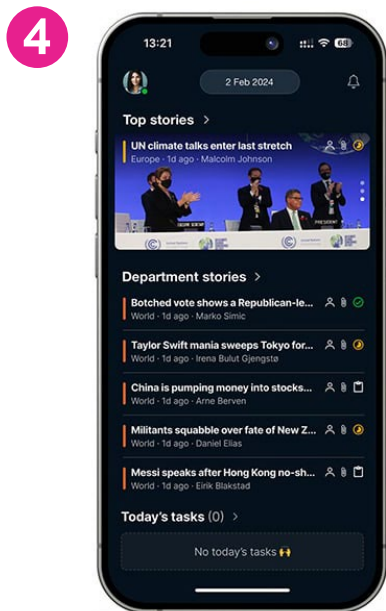 4
13:21
68
2 Feb 2024
Top stories >
UN climate talks enter last stretch
Europe · 1d ago · Malcolm Johnson
PRESIDENT
Department stories >
Botched vote shows a Republican-le...
World · 1d ago · Marko Simic
Taylor Swift mania sweeps Tokyo for...
World · 1d ago · Irena Bulut Gjengstø
China is pumping money into stocks...
World · 1d ago · Arne Berven
Militants squabble over fate of New Z...
World · 1d ago · Daniel Elias
Messi speaks after Hong Kong no-sh...
World · 1d ago · Eirik Blakstad
Today's tasks (0) >
No today's tasks 🙌